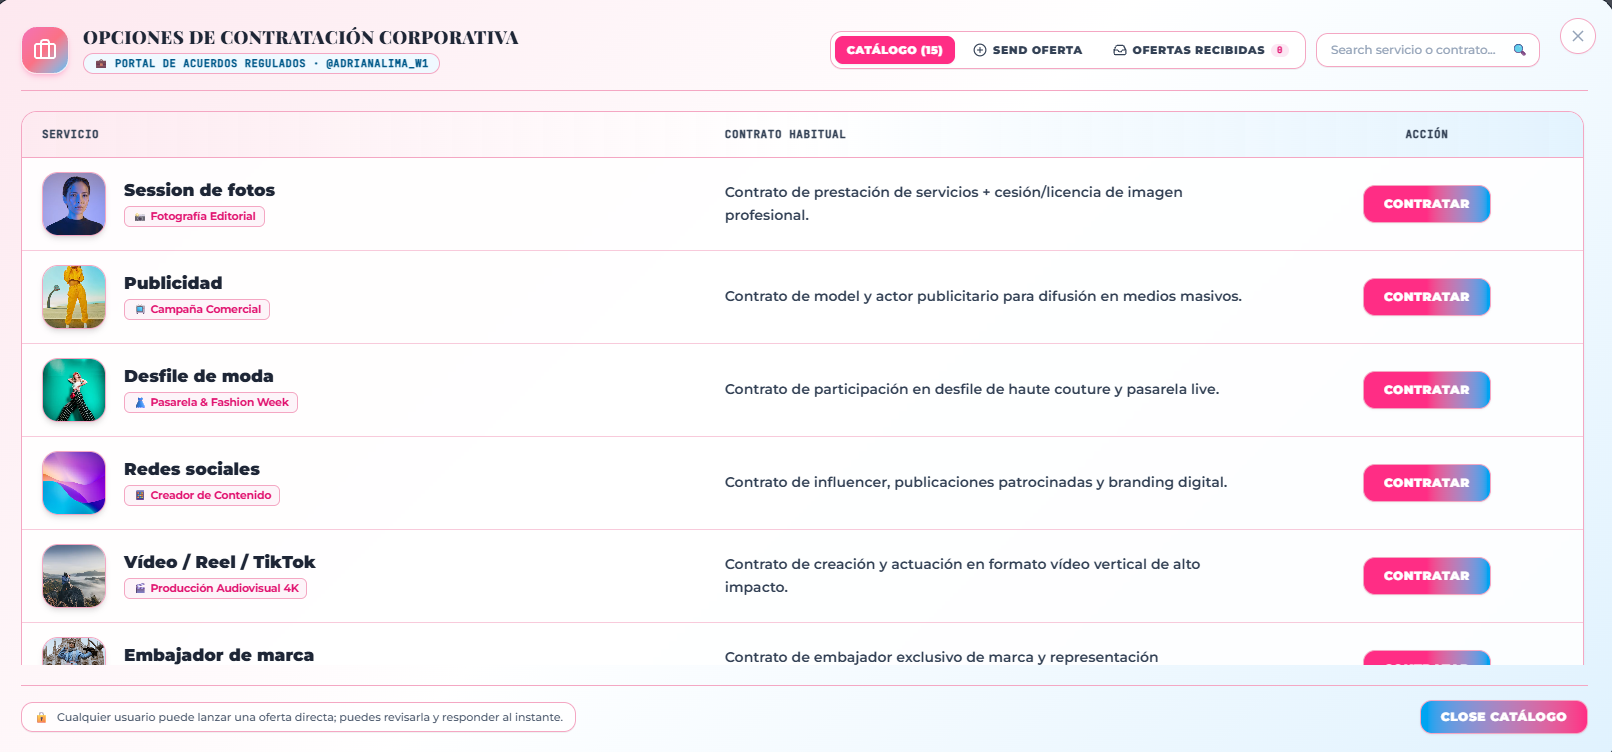 OPCIONES DE CONTRATACIÓN CORPORATIVA
PORTAL DE ACUERDOS REGULADOS · @ADRIANALIMA_W1
CATÁLOGO (15)
SEND OFERTA
OFERTAS RECIBIDAS 0
Search servicio o contrato...
SERVICIO
CONTRATO HABITUAL
ACCIÓN
Session de fotos
Fotografía Editorial
Contrato de prestación de servicios + cesión/licencia de imagen
profesional.
CONTRATAR
Publicidad
Campaña Comercial
Contrato de model y actor publicitario para difusión en medios masivos.
CONTRATAR
Desfile de moda
Pasarela & Fashion Week
Contrato de participación en desfile de haute couture y pasarela live.
CONTRATAR
Redes sociales
Creador de Contenido
Contrato de influencer, publicaciones patrocinadas y branding digital.
CONTRATAR
Vídeo / Reel / TikTok
Producción Audiovisual 4K
Contrato de creación y actuación en formato vídeo vertical de alto
impacto.
CONTRATAR
Embajador de marca
Contrato de embajador exclusivo de marca y representación
Cualquier usuario puede lanzar una oferta directa; puedes revisarla y responder al instante.
CLOSE CATÁLOGO